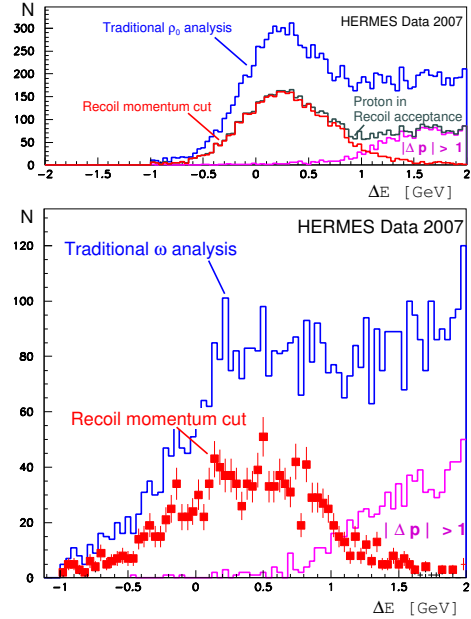 N
HERMES Data 2007
Traditional ρ0 analysis
Recoil momentum cut
Proton in
Recoil acceptance
|Δ p| > 1
300
250
200
150
100
50
0
-2 -1.5 -1 -0.5 0 0.5 1 1.5 2
ΔE [GeV]
N
HERMES Data 2007
Traditional ω analysis
Recoil momentum cut
|Δ p| > 1
120
100
80
60
40
20
0
-1 -0.5 0 0.5 1 1.5 2
ΔE [GeV]